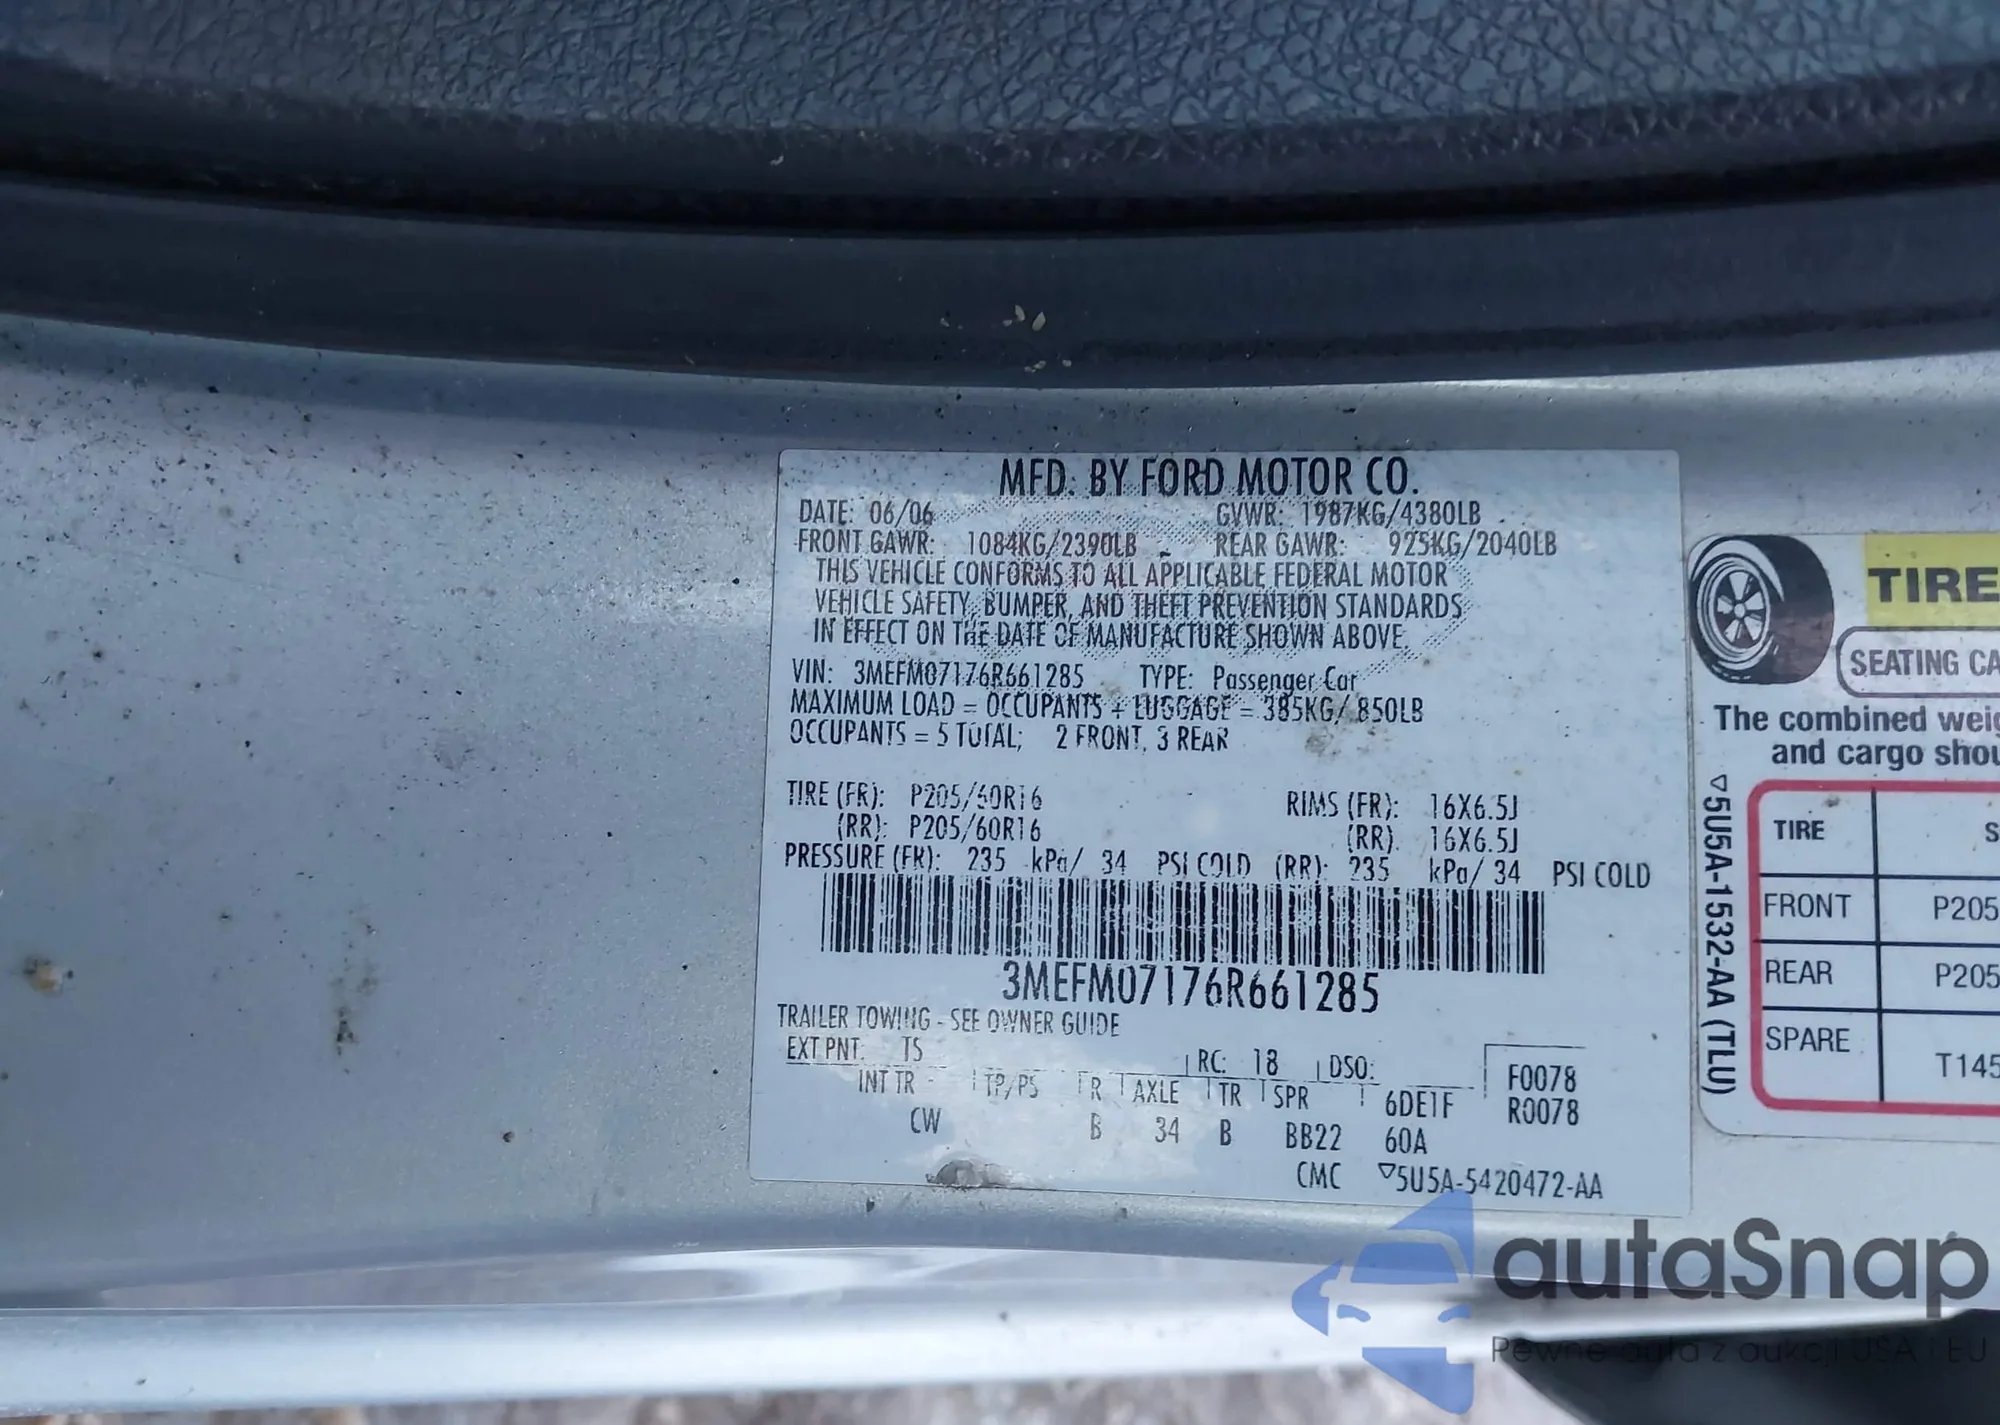 MFD. BY FORD MOTOR CO.
DATE: 06/06 GVWR: 1987KG/4380LB
FRONT GAWR: 1084KG/2390LB - REAR GAWR: 925KG/2040LB
THIS VEHICLE CONFORMS TO ALL APPLICABLE FEDERAL MOTOR
VEHICLE SAFETY, BUMPER, AND THEFT PREVENTION STANDARDS
IN EFFECT ON THE DATE OF MANUFACTURE SHOWN ABOVE.
VIN: 3MEFM07176R661285 TYPE: Passenger Car
MAXIMUM LOAD = OCCUPANTS + LUGGAGE = 385KG/ 850LB
OCCUPANTS = 5 TOTAL; 2 FRONT, 3 REAR
TIRE (FR): P205/60R16 RIMS (FR): 16X6.5J
(RR): P205/60R16 (RR). 16X6.5J
PRESSURE (FR): 235 kPa/ 34 PSI COLD (RR): 235 kPa/ 34 PSI COLD
3MEFM07176R661285
TRAILER TOWING - SEE OWNER GUIDE
EXT PNT: TS RC: 18 DSO:
INT TR TP/PS R AXLE TR SPR 6DE1F F0078
CW B 34 B BB22 60A R0078
CMC ▽5U5A-5420472-AA
TIRE
SEATING CA
The combined weig
and cargo shou
▽5U5A-1532-AA (TLU)
TIRE S
FRONT P205
REAR P205
SPARE T145
autaSnap
Pewne auta z aukcji USA i EU